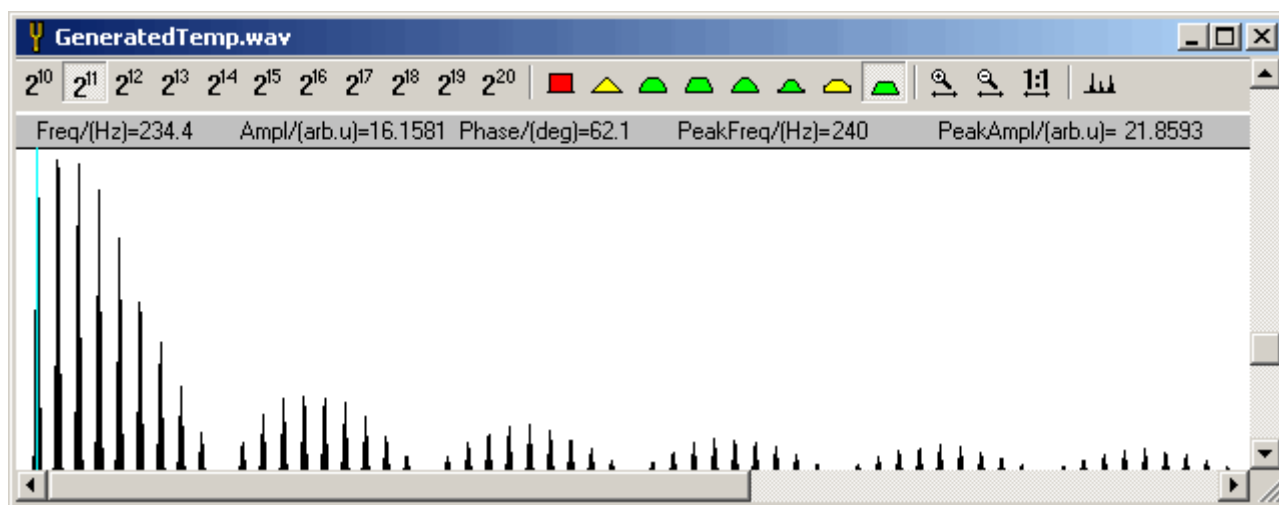 GeneratedTemp.wav
2¹⁰ 2¹¹ 2¹² 2¹³ 2¹⁴ 2¹⁵ 2¹⁶ 2¹⁷ 2¹⁸ 2¹⁹ 2²⁰ 1:1
Freq/(Hz)=234.4 Ampl/(arb.u)=16.1581 Phase/(deg)=62.1 PeakFreq/(Hz)=240 PeakAmpl/(arb.u)= 21.8593